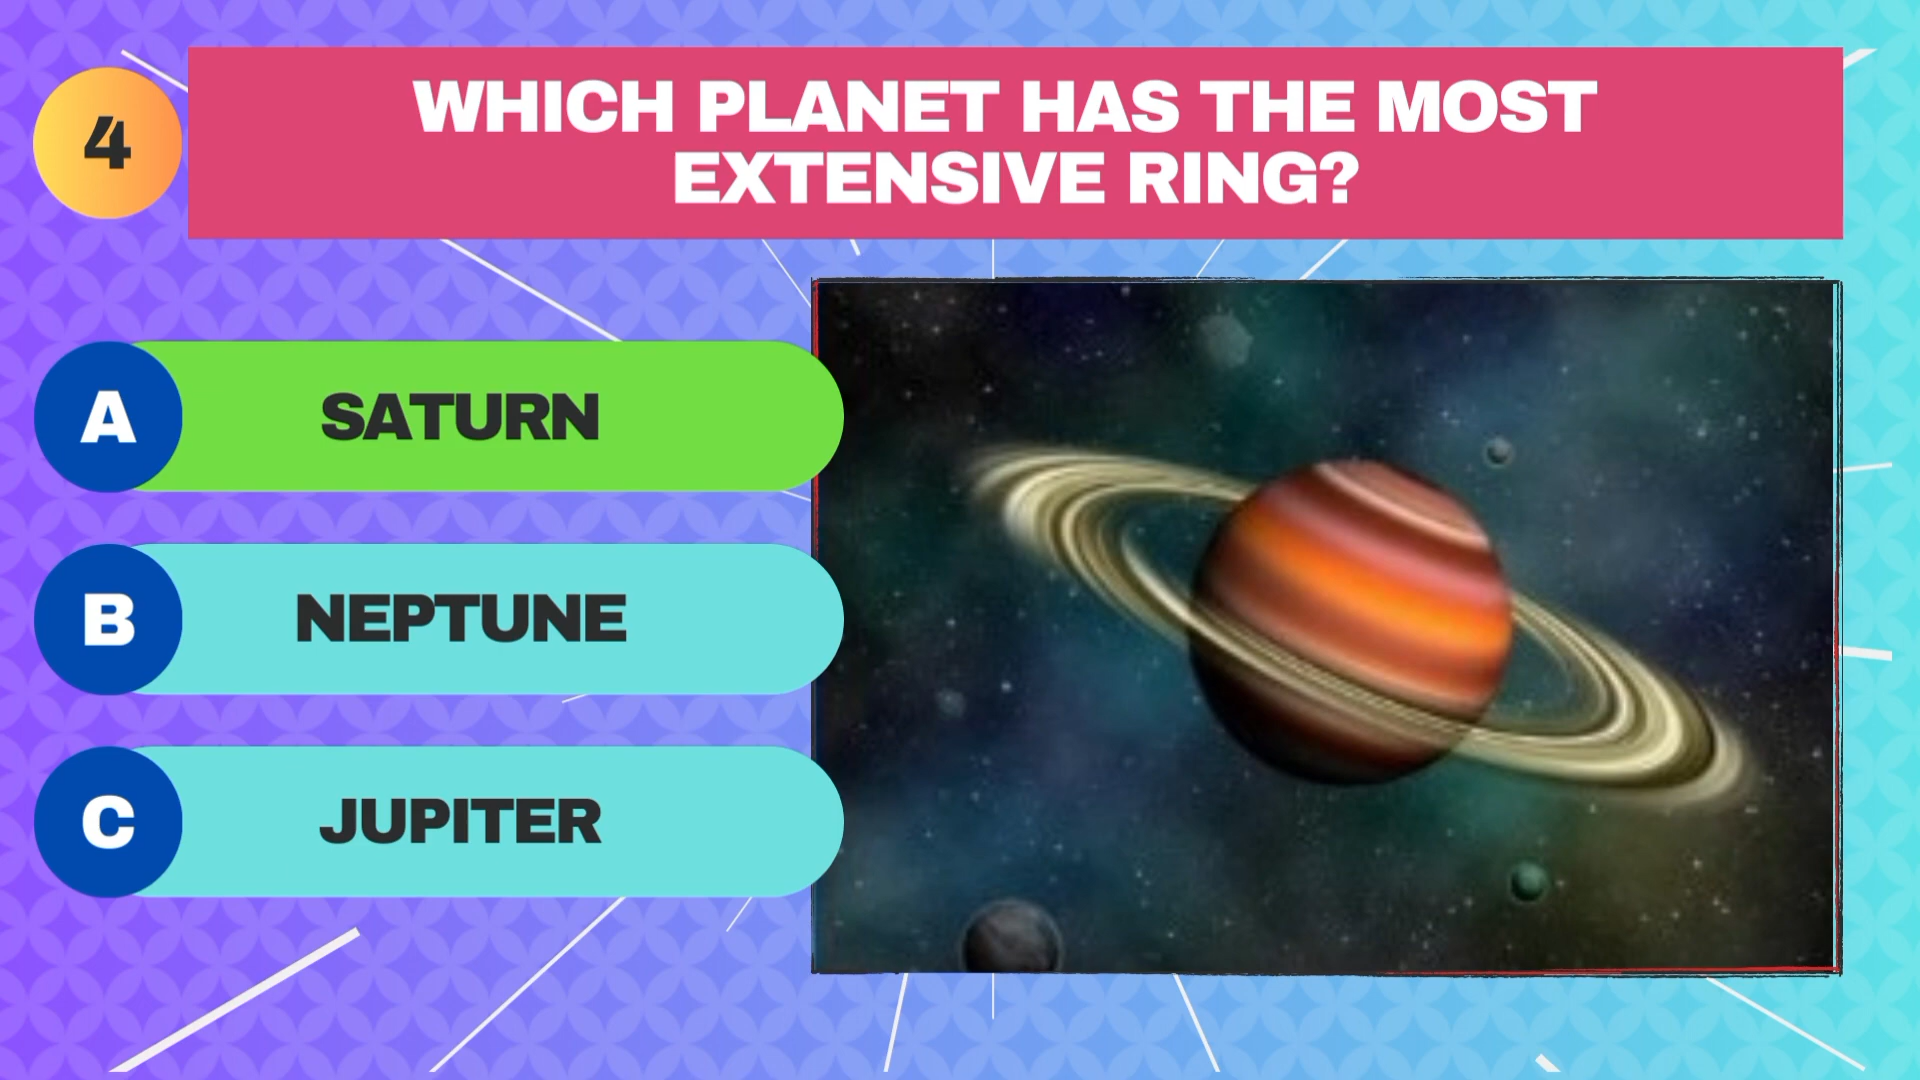 4
WHICH PLANET HAS THE MOST
EXTENSIVE RING?
A SATURN
B NEPTUNE
C JUPITER